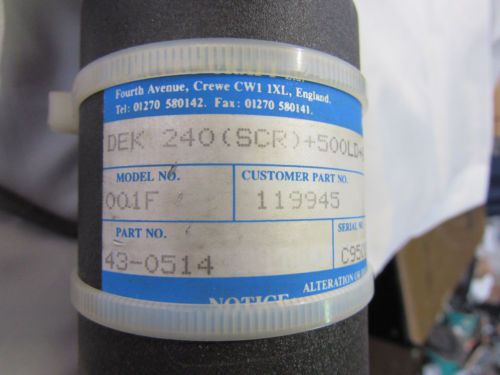 Fourth Avenue, Crewe CW1 1XL, England.
Tel: 01270 580142. Fax: 01270 580141.
DEK 240(SCR)+500LD+
MODEL NO.
001F
CUSTOMER PART NO.
119945
PART NO.
43-0514
SERIAL NO
C950
ALTERATION
NOTICE